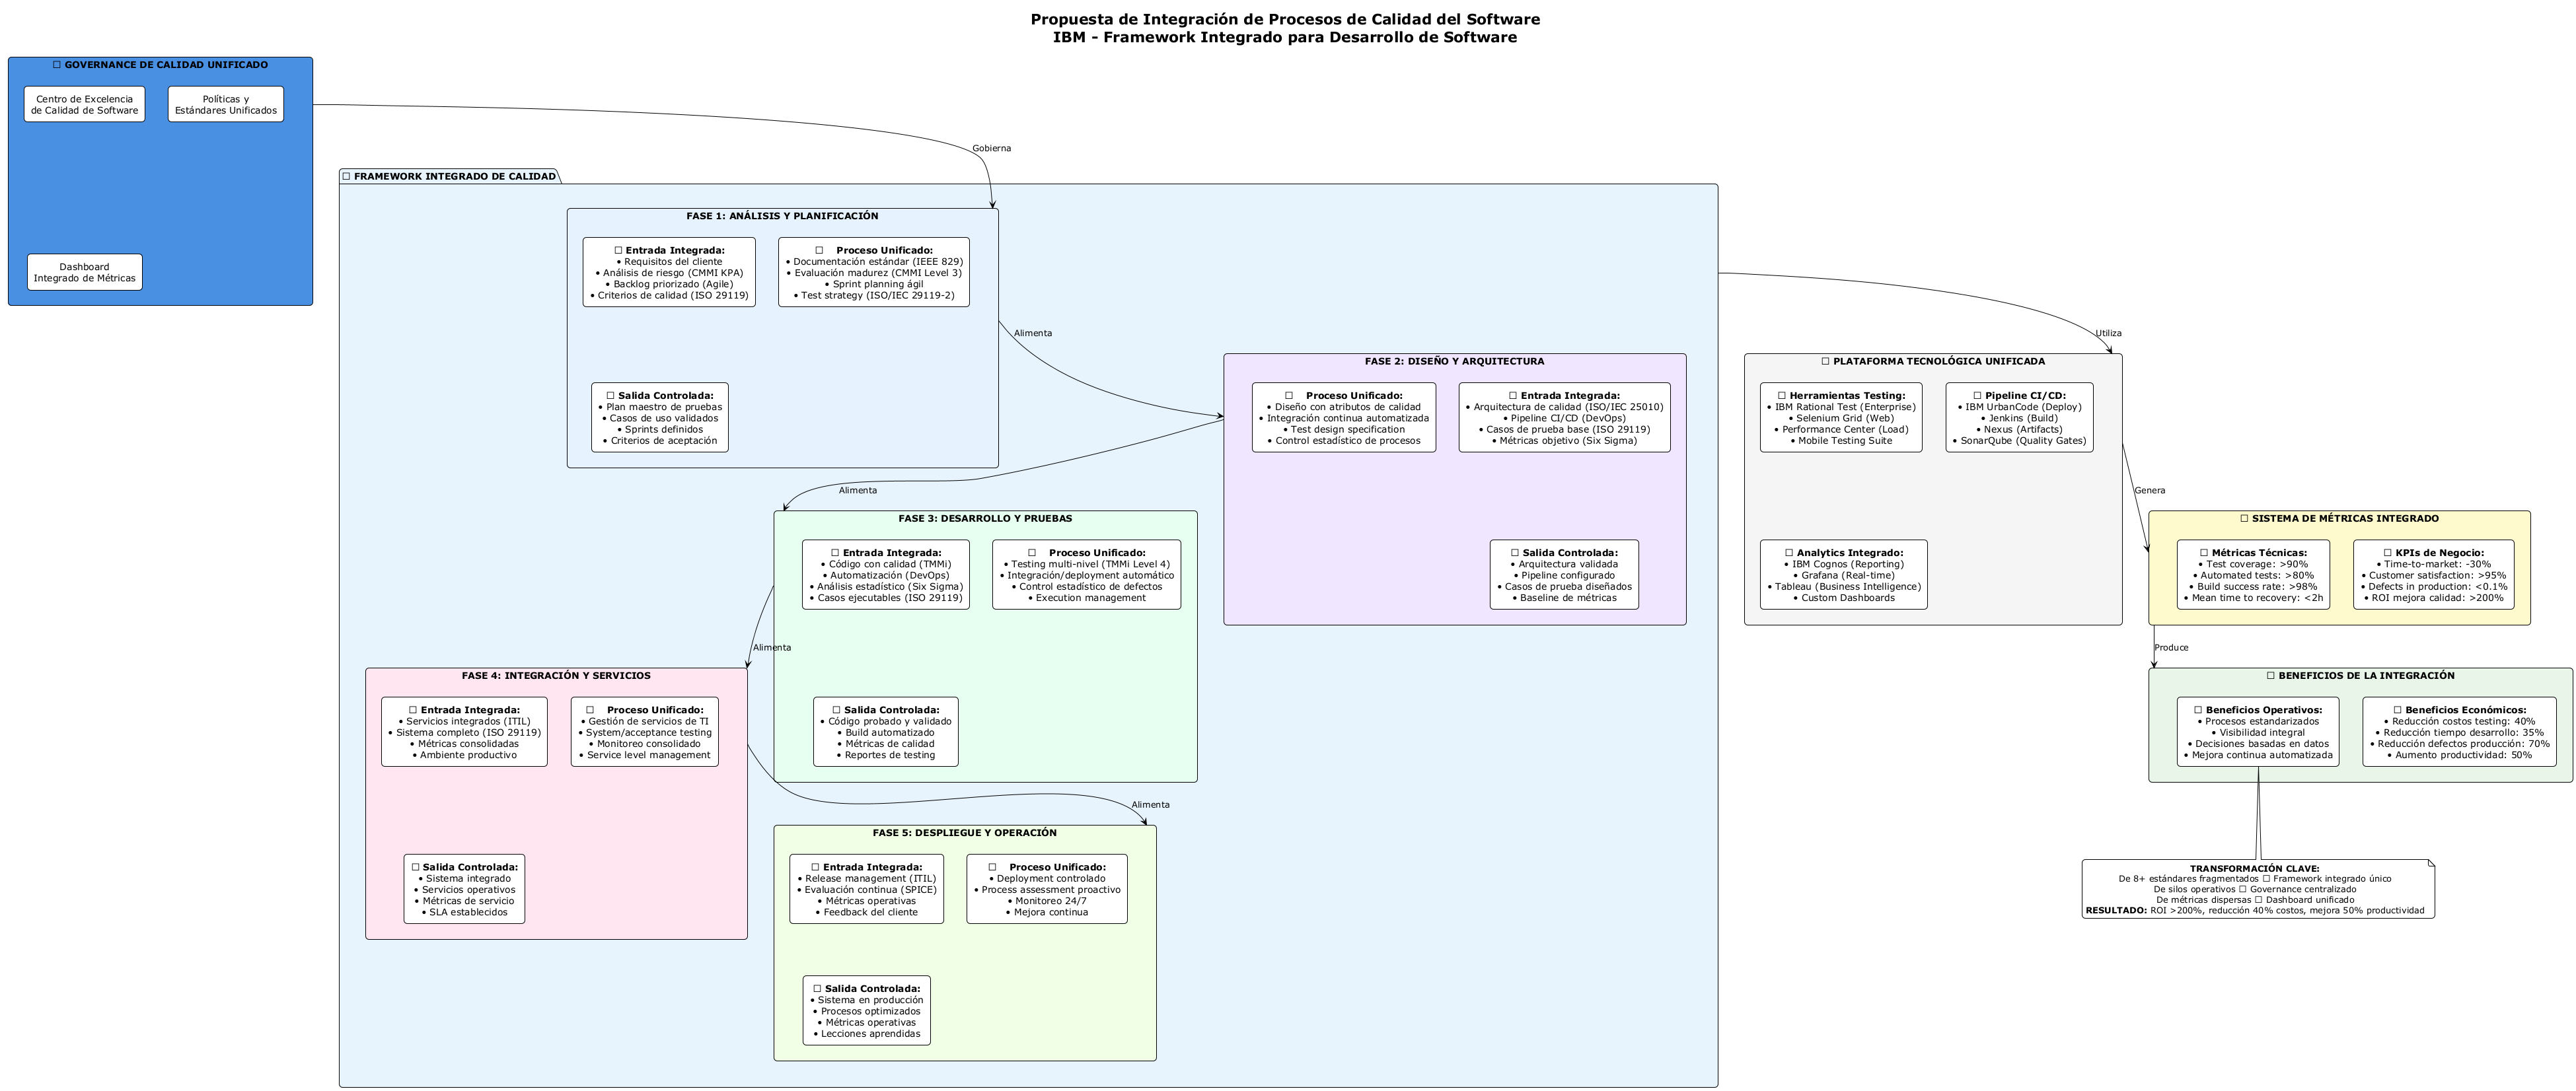 Propuesta de Integración de Procesos de Calidad del Software
IBM - Framework Integrado para Desarrollo de Software
□ GOVERNANCE DE CALIDAD UNIFICADO
Centro de Excelencia
de Calidad de Software
Políticas y
Estándares Unificados
Dashboard
Integrado de Métricas
Gobierna
□ FRAMEWORK INTEGRADO DE CALIDAD
FASE 1: ANÁLISIS Y PLANIFICACIÓN
□ Entrada Integrada:
• Requisitos del cliente
• Análisis de riesgo (CMMI KPA)
• Backlog priorizado (Agile)
• Criterios de calidad (ISO 29119)
□ Proceso Unificado:
• Documentación estándar (IEEE 829)
• Evaluación madurez (CMMI Level 3)
• Sprint planning ágil
• Test strategy (ISO/IEC 29119-2)
□ Salida Controlada:
• Plan maestro de pruebas
• Casos de uso validados
• Sprints definidos
• Criterios de aceptación
Alimenta
FASE 2: DISEÑO Y ARQUITECTURA
□ Proceso Unificado:
• Diseño con atributos de calidad
• Integración continua automatizada
• Test design specification
• Control estadístico de procesos
□ Entrada Integrada:
• Arquitectura de calidad (ISO/IEC 25010)
• Pipeline CI/CD (DevOps)
• Casos de prueba base (ISO 29119)
• Métricas objetivo (Six Sigma)
□ Salida Controlada:
• Arquitectura validada
• Pipeline configurado
• Casos de prueba diseñados
• Baseline de métricas
Alimenta
FASE 3: DESARROLLO Y PRUEBAS
□ Entrada Integrada:
• Código con calidad (TMMi)
• Automatización (DevOps)
• Análisis estadístico (Six Sigma)
• Casos ejecutables (ISO 29119)
□ Proceso Unificado:
• Testing multi-nivel (TMMi Level 4)
• Integración/deployment automático
• Control estadístico de defectos
• Execution management
□ Salida Controlada:
• Código probado y validado
• Build automatizado
• Métricas de calidad
• Reportes de testing
Alimenta
FASE 4: INTEGRACIÓN Y SERVICIOS
□ Entrada Integrada:
• Servicios integrados (ITIL)
• Sistema completo (ISO 29119)
• Métricas consolidadas
• Ambiente productivo
□ Proceso Unificado:
• Gestión de servicios de TI
• System/acceptance testing
• Monitoreo consolidado
• Service level management
□ Salida Controlada:
• Sistema integrado
• Servicios operativos
• Métricas de servicio
• SLA establecidos
Alimenta
FASE 5: DESPLIEGUE Y OPERACIÓN
□ Entrada Integrada:
• Release management (ITIL)
• Evaluación continua (SPICE)
• Métricas operativas
• Feedback del cliente
□ Proceso Unificado:
• Deployment controlado
• Process assessment proactivo
• Monitoreo 24/7
• Mejora continua
□ Salida Controlada:
• Sistema en producción
• Procesos optimizados
• Métricas operativas
• Lecciones aprendidas
Utiliza
□ PLATAFORMA TECNOLÓGICA UNIFICADA
□ Herramientas Testing:
• IBM Rational Test (Enterprise)
• Selenium Grid (Web)
• Performance Center (Load)
• Mobile Testing Suite
□ Pipeline CI/CD:
• IBM UrbanCode (Deploy)
• Jenkins (Build)
• Nexus (Artifacts)
• SonarQube (Quality Gates)
□ Analytics Integrado:
• IBM Cognos (Reporting)
• Grafana (Real-time)
• Tableau (Business Intelligence)
• Custom Dashboards
Genera
□ SISTEMA DE MÉTRICAS INTEGRADO
□ Métricas Técnicas:
• Test coverage: >90%
• Automated tests: >80%
• Build success rate: >98%
• Mean time to recovery: <2h
□ KPIs de Negocio:
• Time-to-market: -30%
• Customer satisfaction: >95%
• Defects in production: <0.1%
• ROI mejora calidad: >200%
Produce
□ BENEFICIOS DE LA INTEGRACIÓN
□ Beneficios Operativos:
• Procesos estandarizados
• Visibilidad integral
• Decisiones basadas en datos
• Mejora continua automatizada
□ Beneficios Económicos:
• Reducción costos testing: 40%
• Reducción tiempo desarrollo: 35%
• Reducción defectos producción: 70%
• Aumento productividad: 50%
TRANSFORMACIÓN CLAVE:
De 8+ estándares fragmentados □ Framework integrado único
De silos operativos □ Governance centralizado
De métricas dispersas □ Dashboard unificado
RESULTADO: ROI >200%, reducción 40% costos, mejora 50% productividad